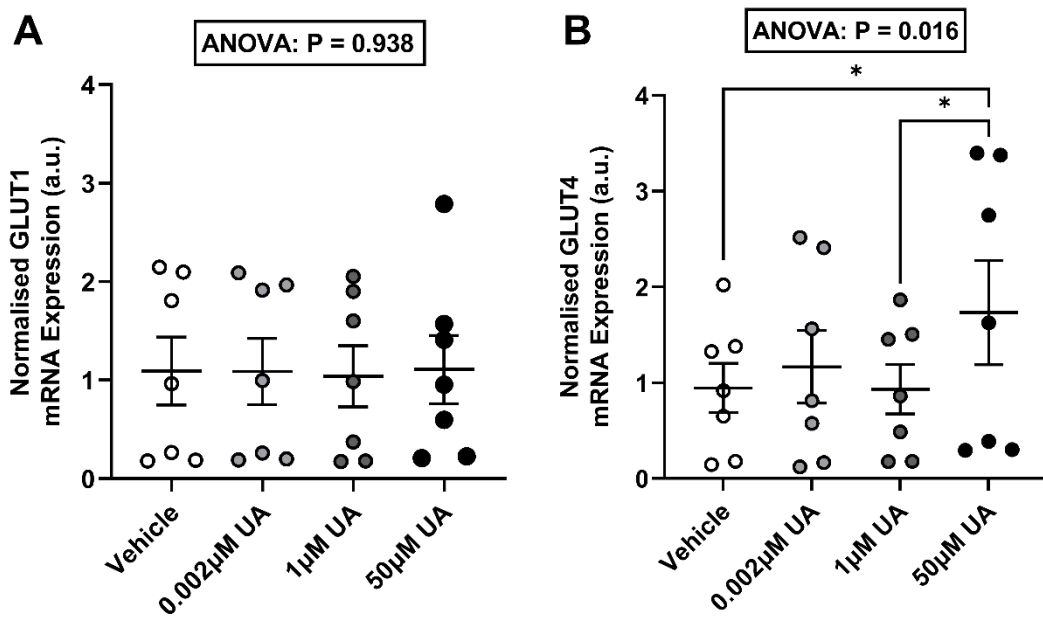 A
ANOVA: P = 0.938
Normalised GLUT1
mRNA Expression (a.u.)
4
3
2
1
0
Vehicle
0.002µM UA
1µM UA
50µM UA
B
ANOVA: P = 0.016
*
*
Normalised GLUT4
mRNA Expression (a.u.)
4
3
2
1
0
Vehicle
0.002µM UA
1µM UA
50µM UA